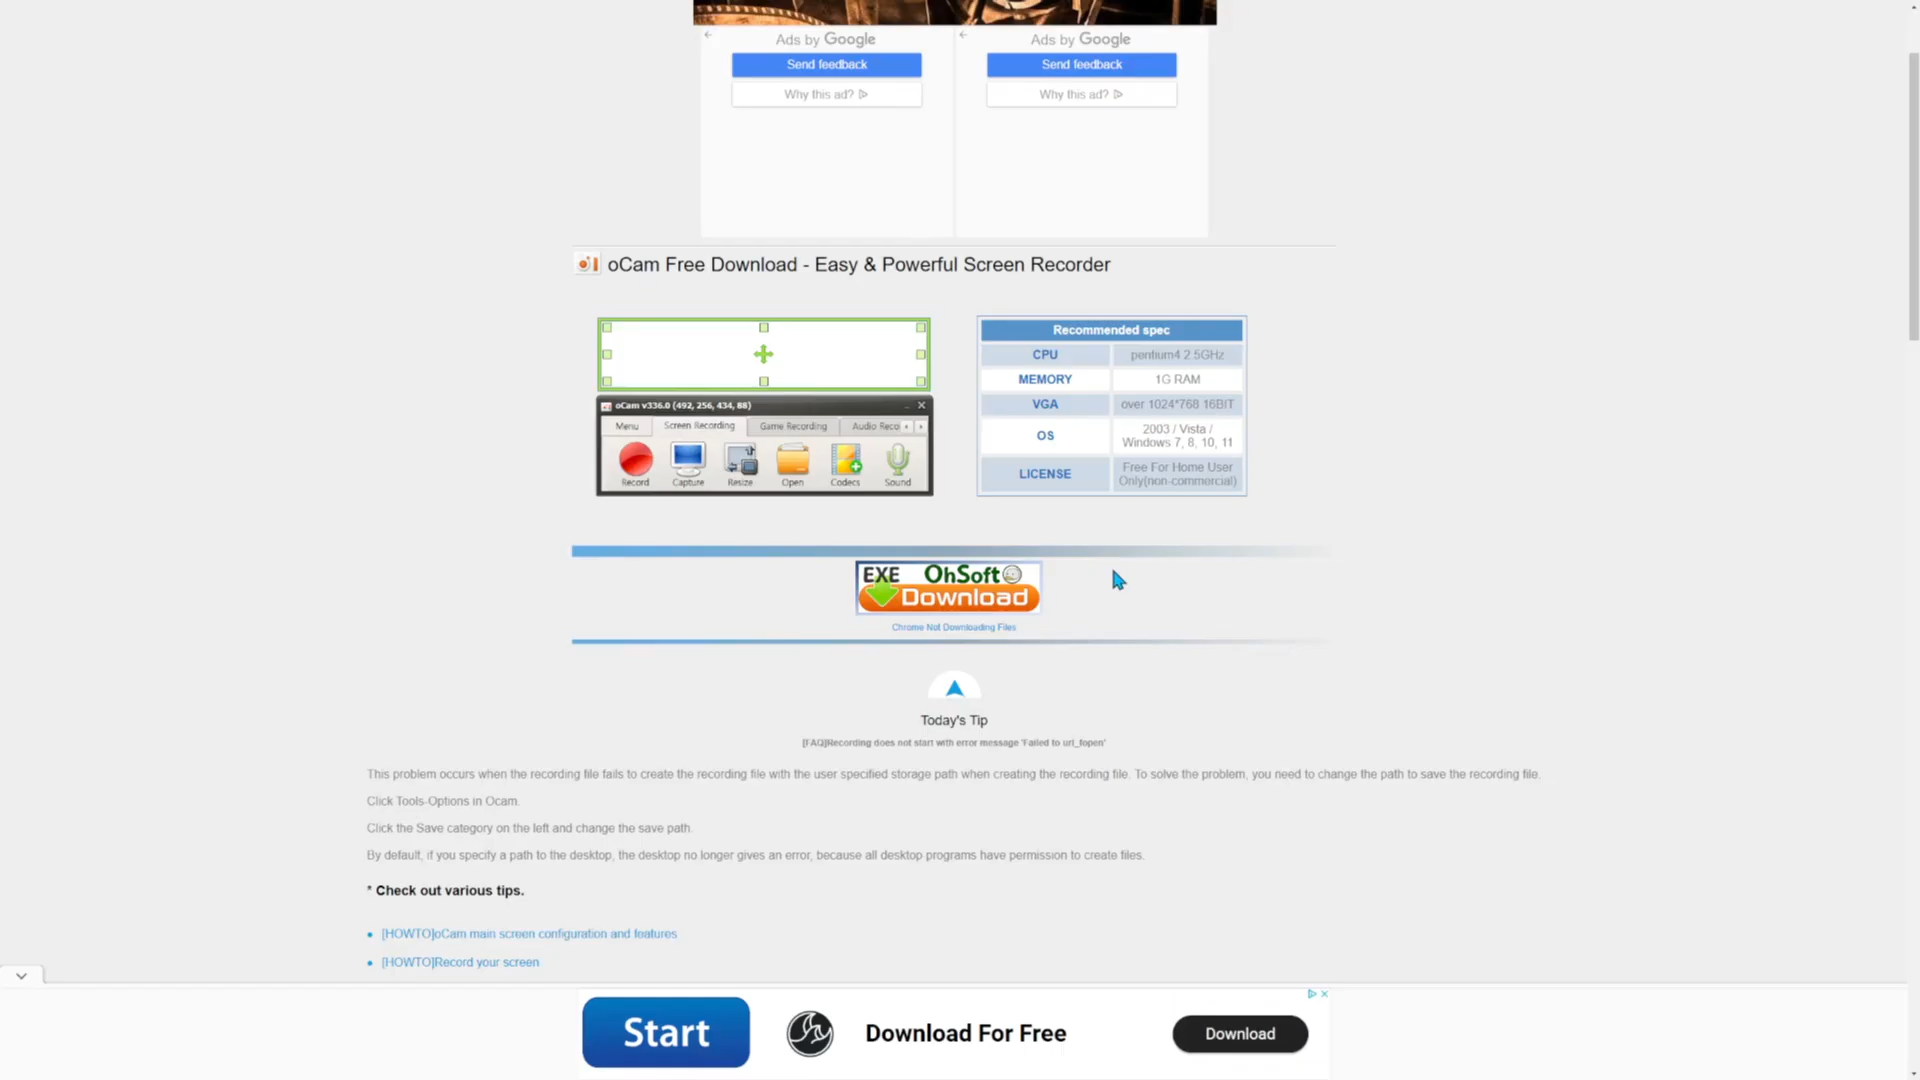 Ads by Google
Send feedback
Why this ad?
Ads by Google
Send feedback
Why this ad?
oCam Free Download - Easy & Powerful Screen Recorder
oCam v336.0 (492, 256, 434, 88)
Menu Screen Recording Game Recording Audio Reco
Record Capture Resize Open Codecs Sound
Recommended spec
CPU pentium4 2.5GHz
MEMORY 1G RAM
VGA over 1024*768 16BIT
OS 2003 / Vista /
Windows 7, 8, 10, 11
LICENSE Free For Home User
Only(non-commercial)
EXE OhSoft
Download
Chrome Not Downloading Files
Today's Tip
[FAQ]Recording does not start with error message 'Failed to url_fopen'
This problem occurs when the recording file fails to create the recording file with the user specified storage path when creating the recording file. To solve the problem, you need to change the path to save the recording file.
Click Tools-Options in Ocam.
Click the Save category on the left and change the save path.
By default, if you specify a path to the desktop, the desktop no longer gives an error, because all desktop programs have permission to create files.
* Check out various tips.
[HOWTO]oCam main screen configuration and features
[HOWTO]Record your screen
Start
Download For Free
Download